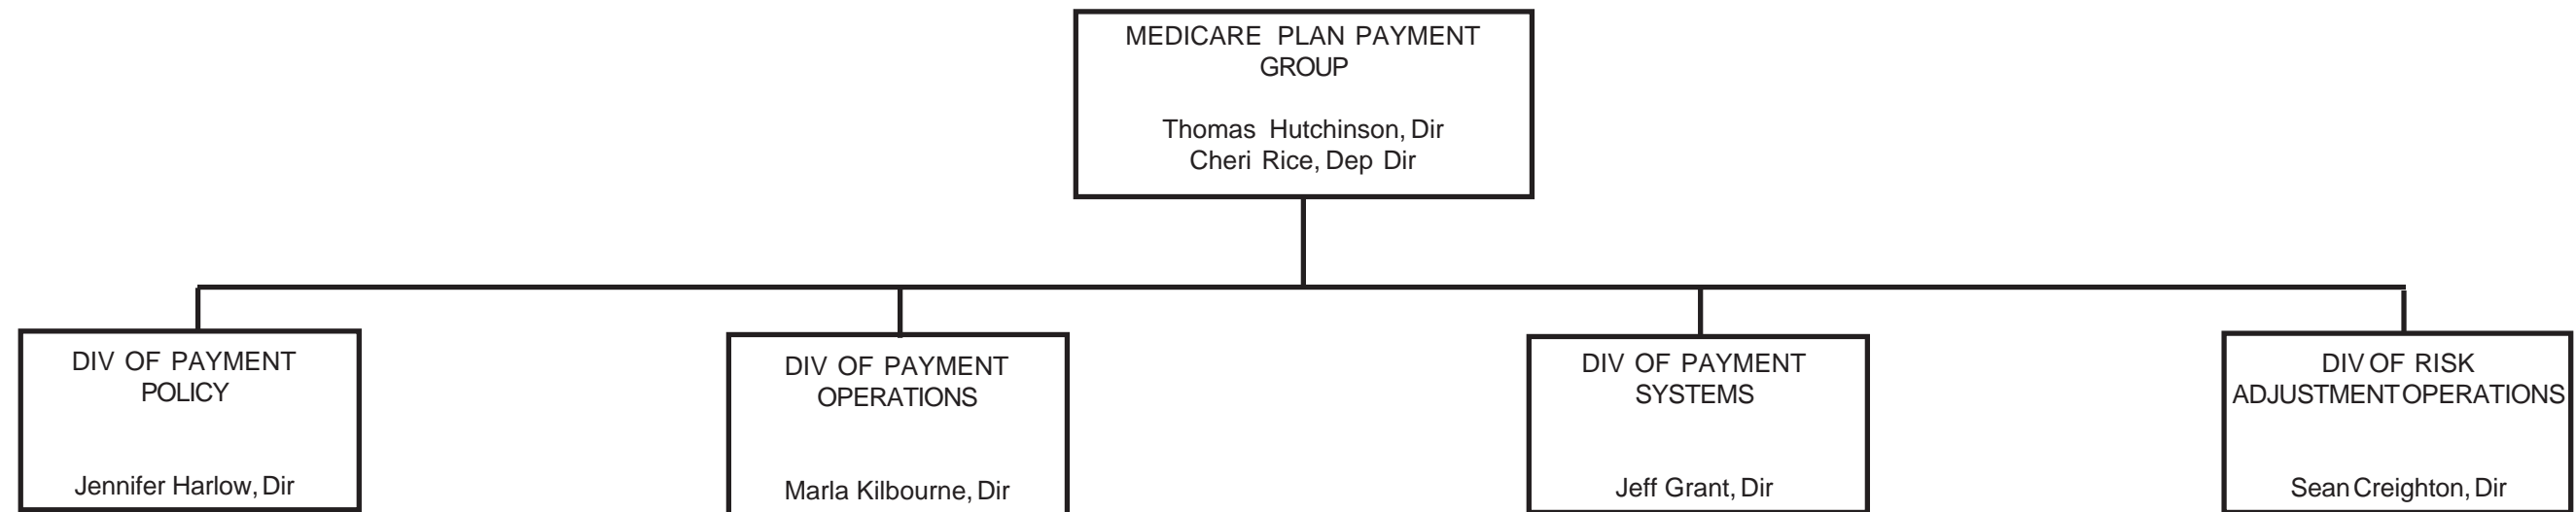 MEDICARE PLAN PAYMENT
GROUP
Thomas Hutchinson, Dir
Cheri Rice, Dep Dir
DIV OF PAYMENT
POLICY
Jennifer Harlow, Dir
DIV OF PAYMENT
OPERATIONS
Marla Kilbourne, Dir
DIV OF PAYMENT
SYSTEMS
Jeff Grant, Dir
DIV OF RISK
ADJUSTMENT OPERATIONS
Sean Creighton, Dir